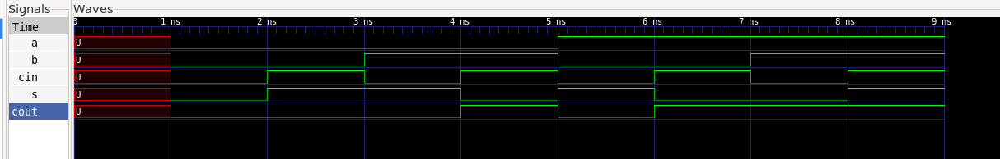 Signals Waves
Time 0 1 ns 2 ns 3 ns 4 ns 5 ns 6 ns 7 ns 8 ns 9 ns
a U
b U
cin U
s U
cout U